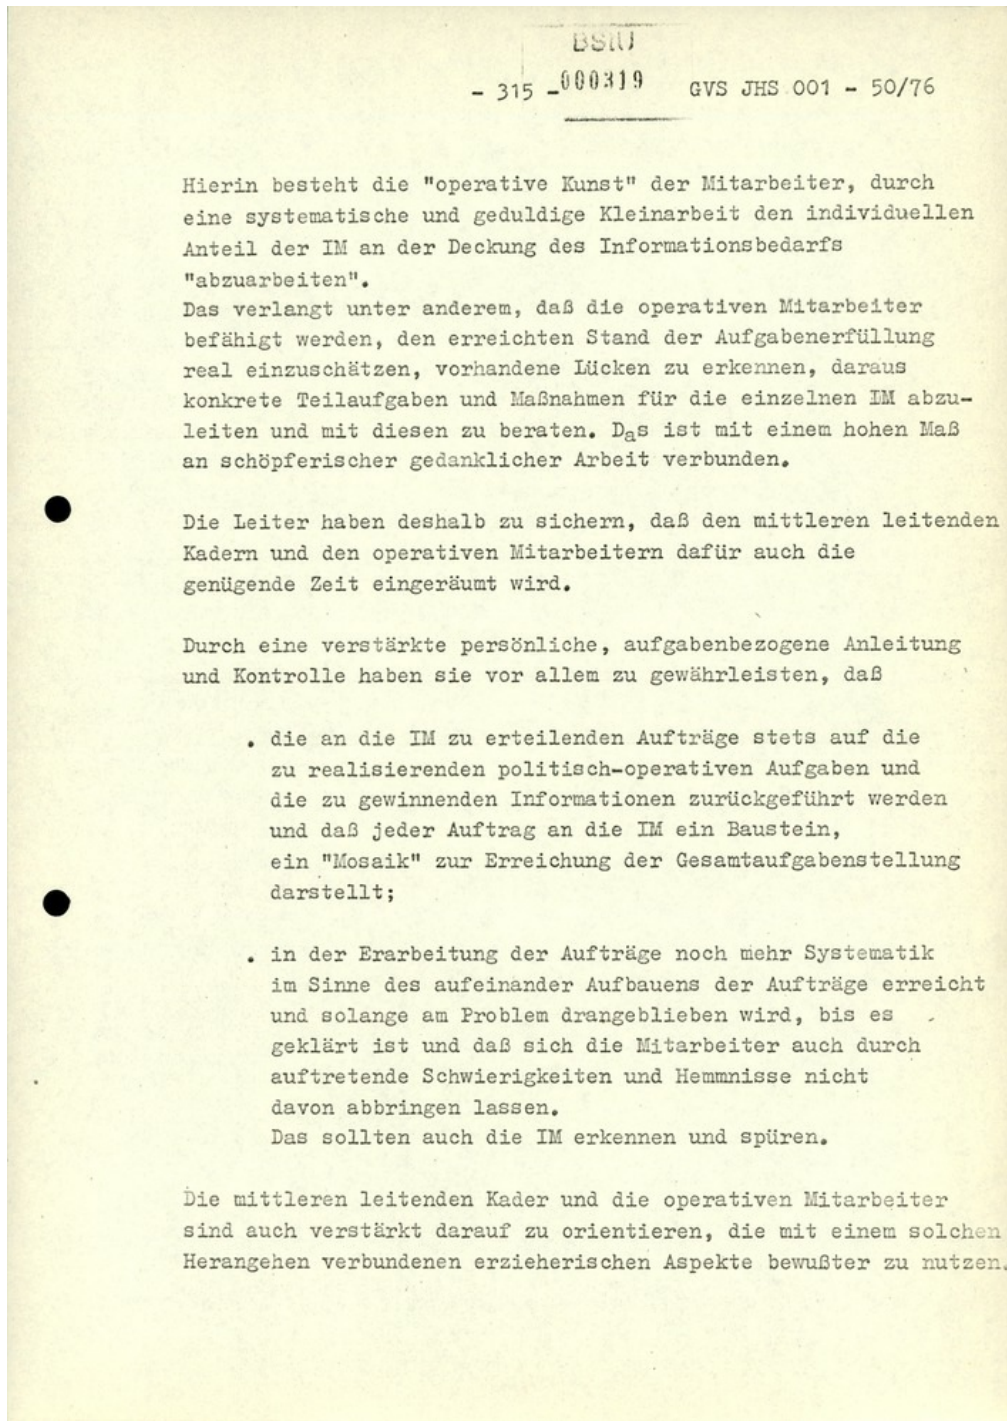 BStU
- 315 - 000319 GVS JHS 001 - 50/76
Hierin besteht die "operative Kunst" der Mitarbeiter, durch
eine systematische und geduldige Kleinarbeit den individuellen
Anteil der IM an der Deckung des Informationsbedarfs
"abzuarbeiten".
Das verlangt unter anderem, daß die operativen Mitarbeiter
befähigt werden, den erreichten Stand der Aufgabenerfüllung
real einzuschätzen, vorhandene Lücken zu erkennen, daraus
konkrete Teilaufgaben und Maßnahmen für die einzelnen IM abzu-
leiten und mit diesen zu beraten. Das ist mit einem hohen Maß
an schöpferischer gedanklicher Arbeit verbunden.
Die Leiter haben deshalb zu sichern, daß den mittleren leitenden
Kadern und den operativen Mitarbeitern dafür auch die
genügende Zeit eingeräumt wird.
Durch eine verstärkte persönliche, aufgabenbezogene Anleitung
und Kontrolle haben sie vor allem zu gewährleisten, daß
. die an die IM zu erteilenden Aufträge stets auf die
zu realisierenden politisch-operativen Aufgaben und
die zu gewinnenden Informationen zurückgeführt werden
und daß jeder Auftrag an die IM ein Baustein,
ein "Mosaik" zur Erreichung der Gesamtaufgabenstellung
darstellt;
. in der Erarbeitung der Aufträge noch mehr Systematik
im Sinne des aufeinander Aufbauens der Aufträge erreicht
und solange am Problem drangeblieben wird, bis es
geklärt ist und daß sich die Mitarbeiter auch durch
auftretende Schwierigkeiten und Hemmnisse nicht
davon abbringen lassen.
Das sollten auch die IM erkennen und spüren.
Die mittleren leitenden Kader und die operativen Mitarbeiter
sind auch verstärkt darauf zu orientieren, die mit einem solchen
Herangehen verbundenen erzieherischen Aspekte bewußter zu nutzen.